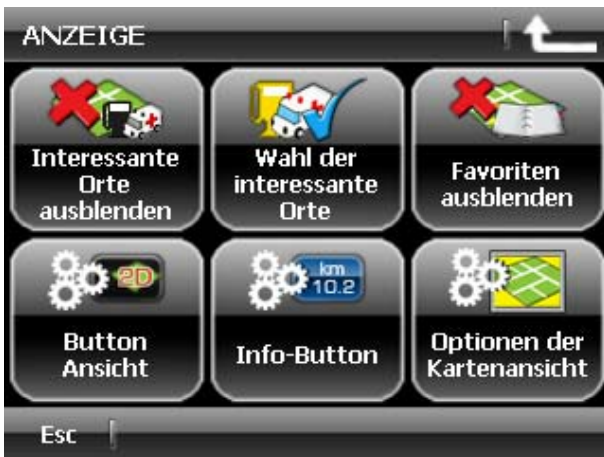 ANZEIGE
Interessante
Orte
ausblenden
Wahl der
interessante
Orte
Favoriten
ausblenden
2D
km
10.2
Button
Ansicht
Info-Button
Optionen der
Kartenansicht
Esc